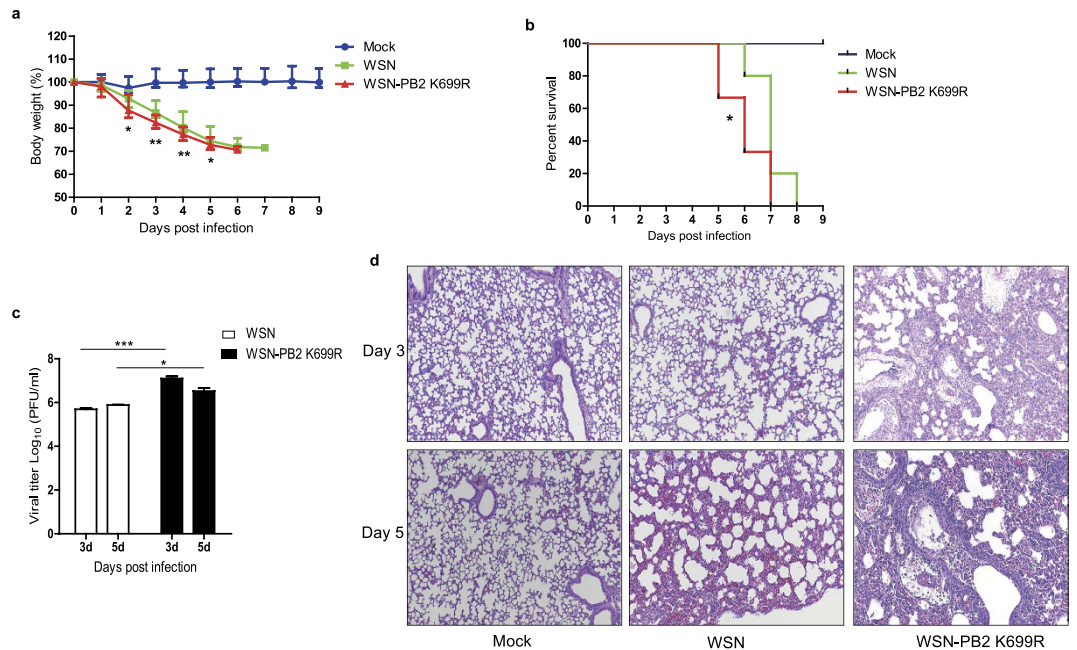 a
Body weight (%)
120
110
100
90
80
70
60
50
0 1 2 3 4 5 6 7 8 9
Days post infection
* ** ** *
Mock
WSN
WSN-PB2 K699R
b
Percent survival
100
80
60
40
20
0
0 1 2 3 4 5 6 7 8 9
Days post infection
*
Mock
WSN
WSN-PB2 K699R
c
WSN
WSN-PB2 K699R
***
*
Viral titer Log10 (PFU/ml)
8
6
4
2
0
3d 5d 3d 5d
Days post infection
d
Day 3
Day 5
Mock WSN WSN-PB2 K699R